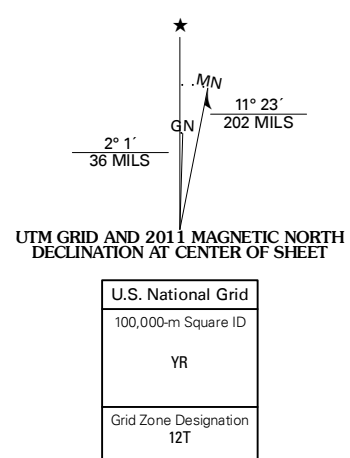 ★
MN
11° 23´
202 MILS
GN
2° 1´
36 MILS
UTM GRID AND 2011 MAGNETIC NORTH
DECLINATION AT CENTER OF SHEET
U.S. National Grid
100,000-m Square ID
YR
Grid Zone Designation
12T